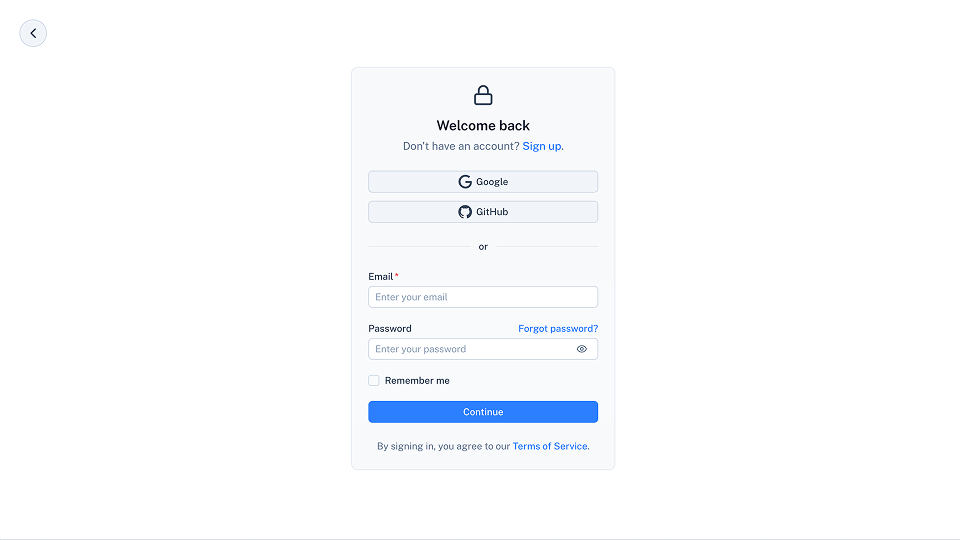 Welcome back
Don't have an account? Sign up.
Google
GitHub
or
Email*
Enter your email
Password Forgot password?
Enter your password
Remember me
Continue
By signing in, you agree to our Terms of Service.